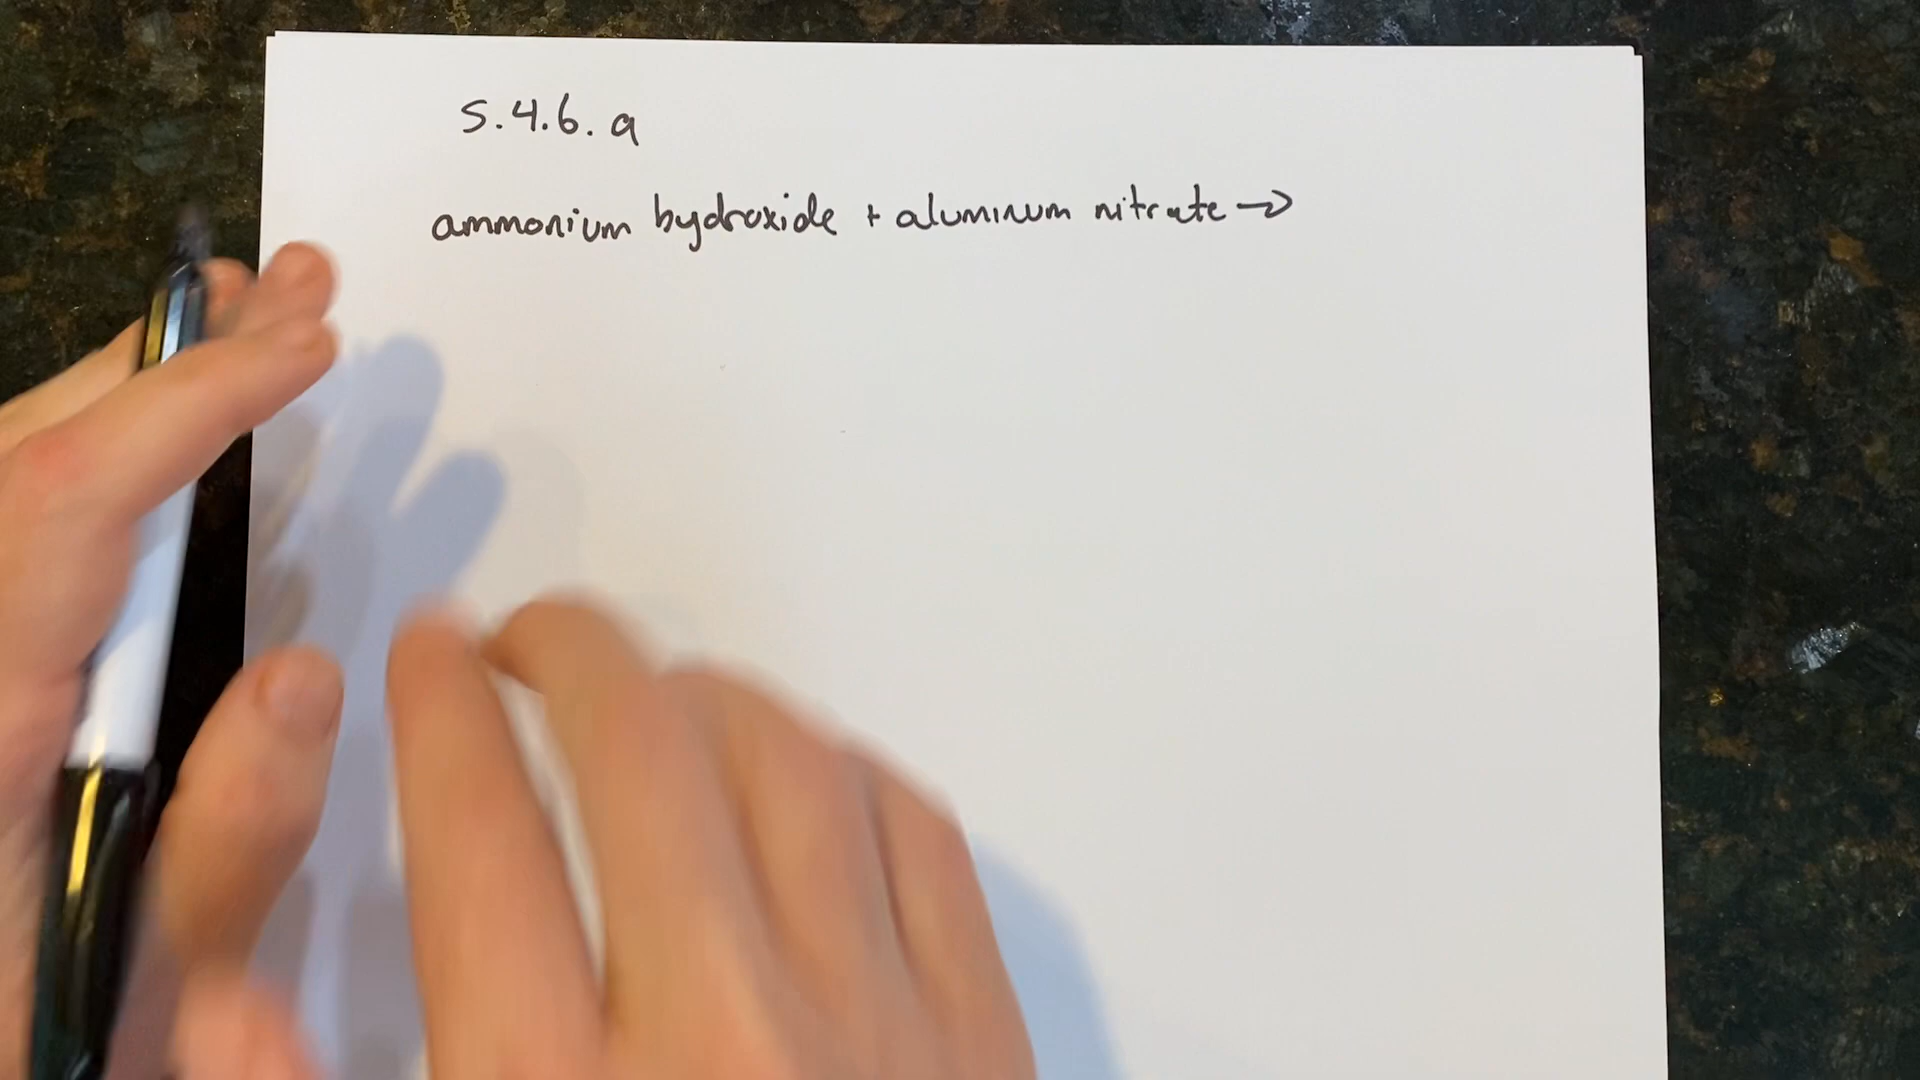 5.4.6.a
ammonium hydroxide + aluminum nitrate →